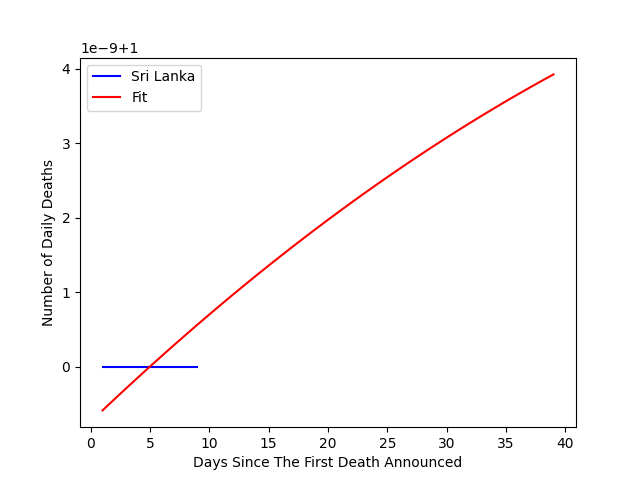 1e−9+1
Sri Lanka
Fit
4
3
2
1
0
Number of Daily Deaths
0 5 10 15 20 25 30 35 40
Days Since The First Death Announced